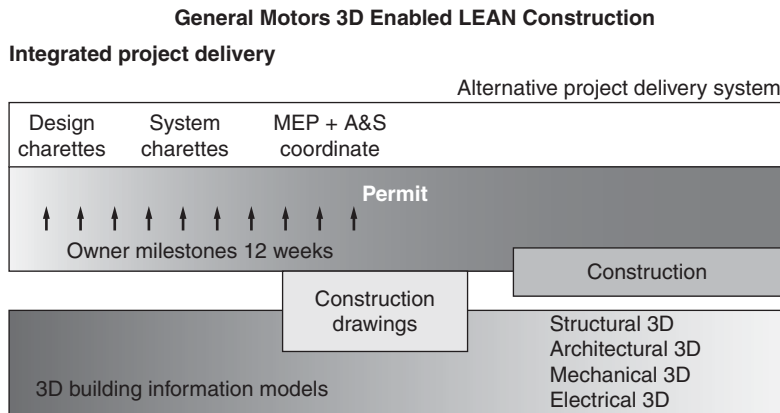 General Motors 3D Enabled LEAN Construction
Integrated project delivery
Alternative project delivery system
Design
charettes
System
charettes
MEP + A&S
coordinate
Permit
Owner milestones 12 weeks
Construction
Construction
drawings
Structural 3D
Architectural 3D
Mechanical 3D
Electrical 3D
3D building information models